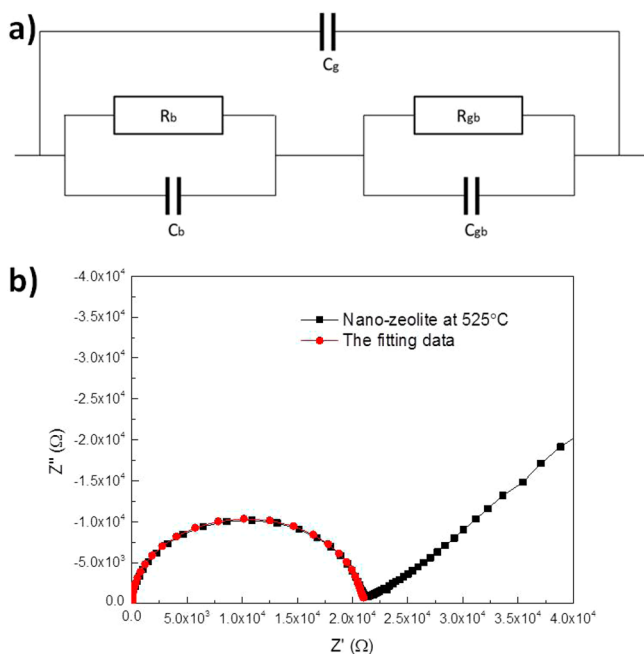 a)
Cg
Rb
Rgb
Cb
Cgb
b)
-4.0x10⁴
-3.5x10⁴
-3.0x10⁴
-2.5x10⁴
-2.0x10⁴
-1.5x10⁴
-1.0x10⁴
-5.0x10³
0.0
Z'' (Ω)
Nano-zeolite at 525°C
The fitting data
0.0 5.0x10³ 1.0x10⁴ 1.5x10⁴ 2.0x10⁴ 2.5x10⁴ 3.0x10⁴ 3.5x10⁴ 4.0x10⁴
Z' (Ω)